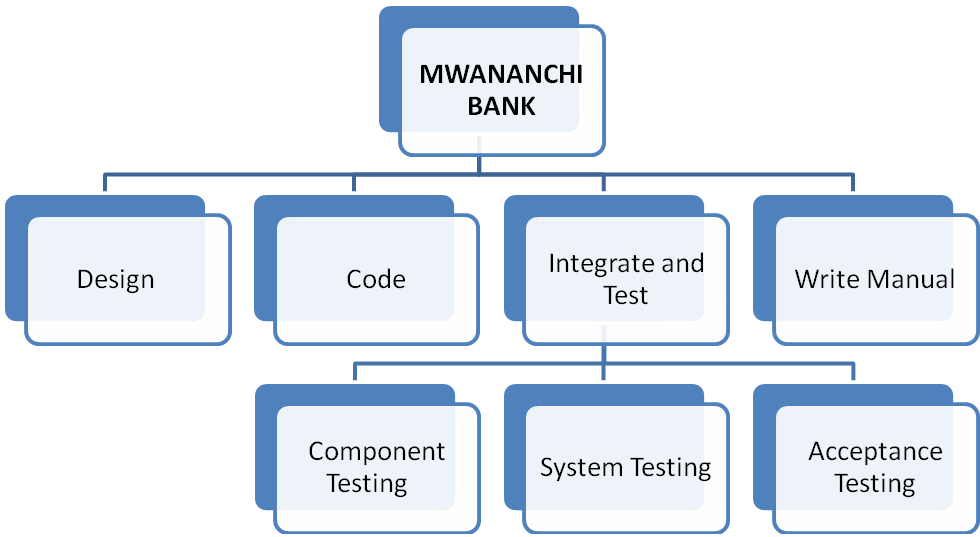 MWANANCHI
BANK
Design
Code
Integrate and
Test
Write Manual
Component
Testing
System Testing
Acceptance
Testing